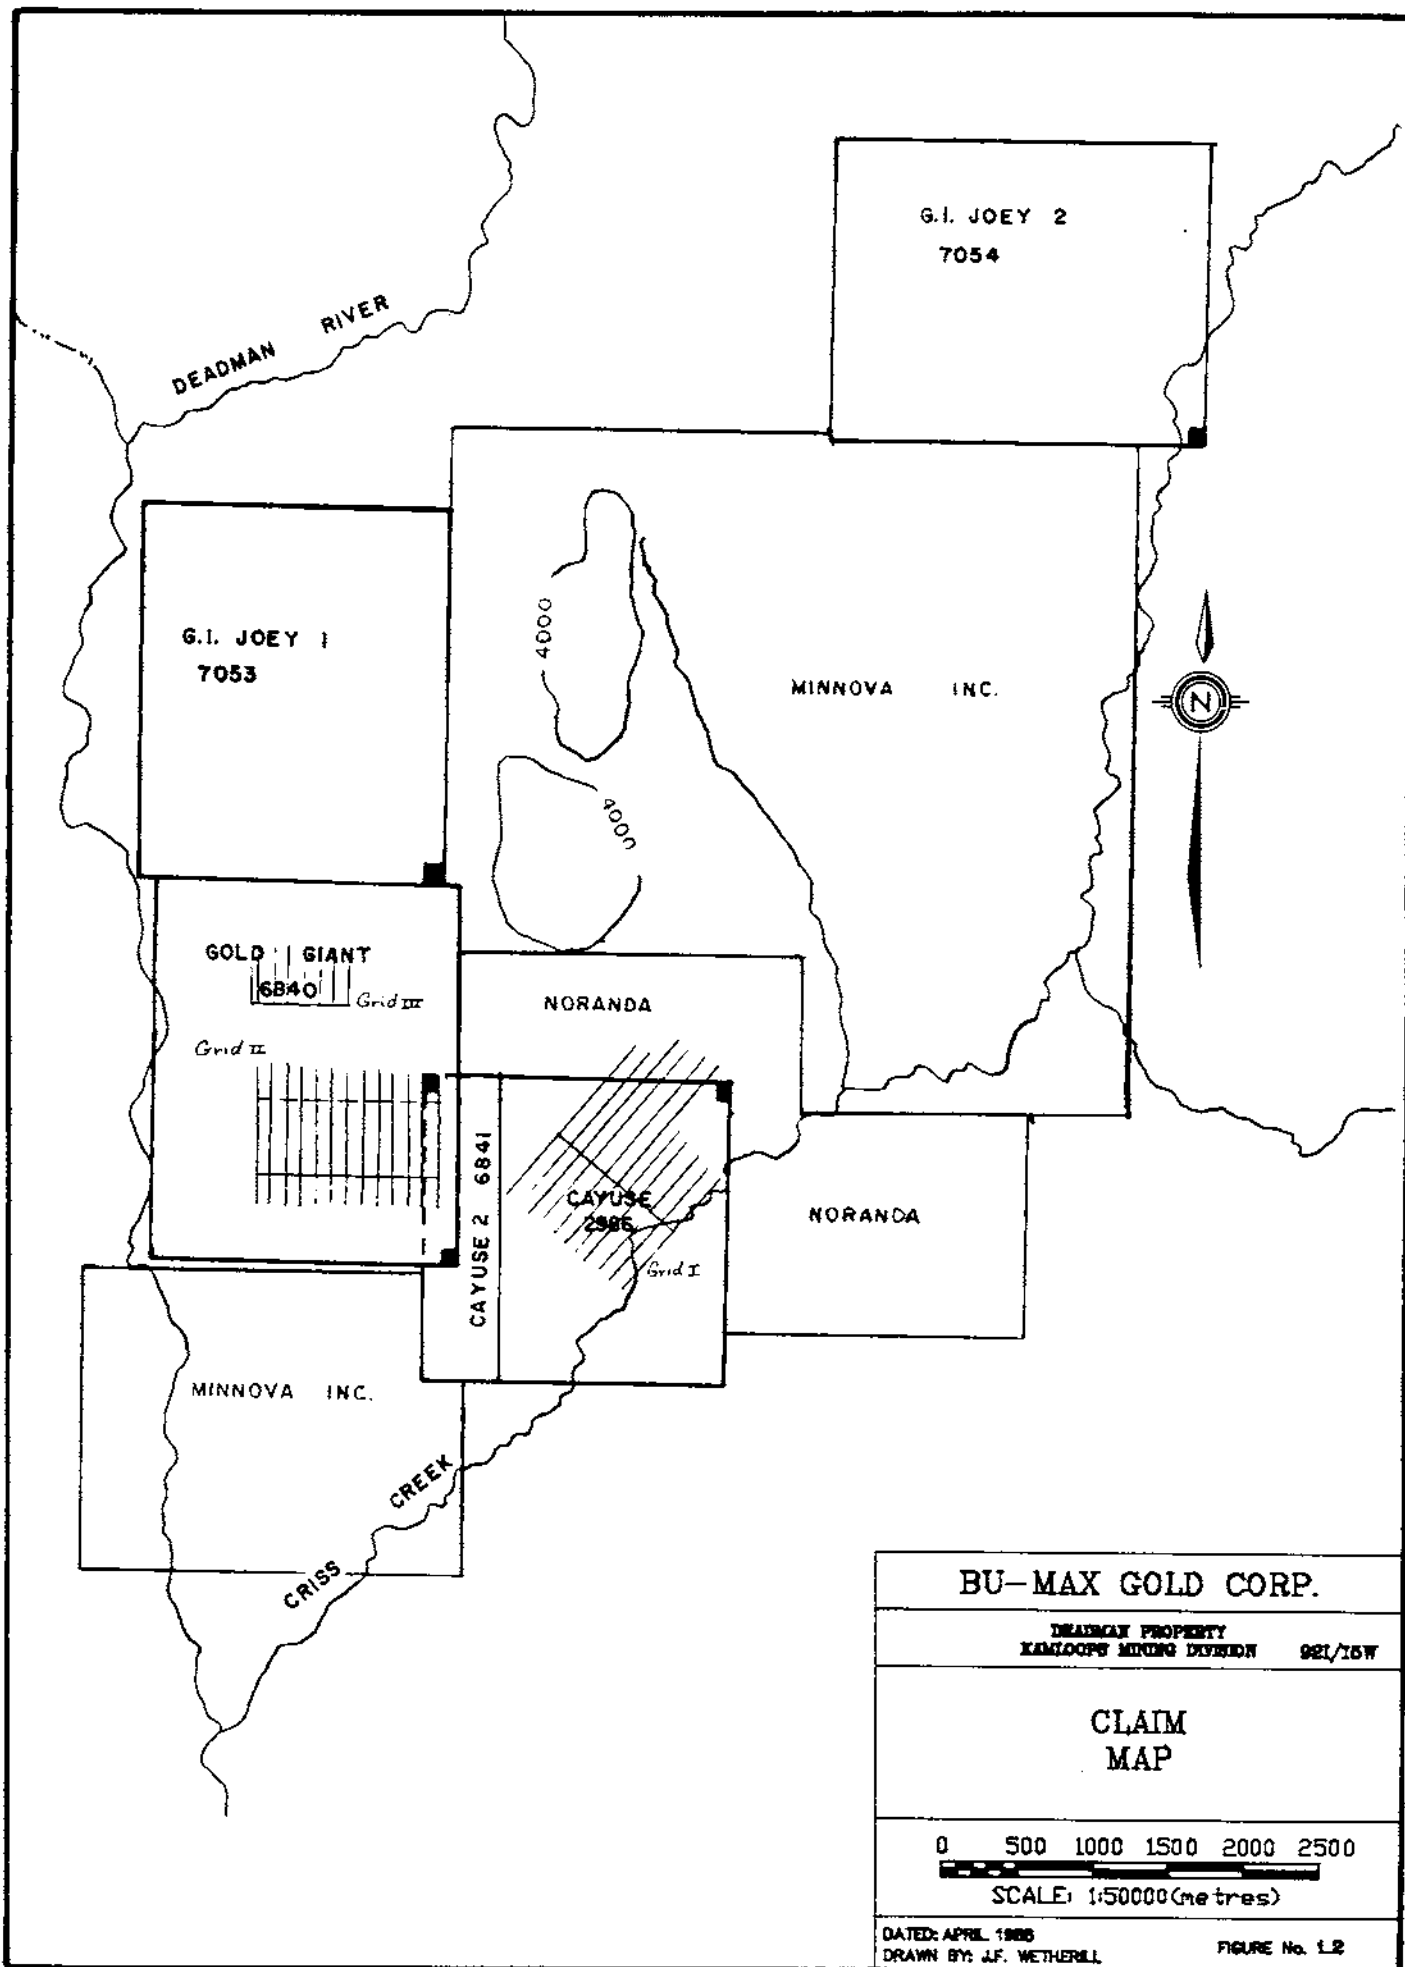 G.I. JOEY 2
7054
DEADMAN RIVER
G.I. JOEY 1
7053
4000
4000
MINNOVA INC.
N
GOLD GIANT
6840
Grid III
Grid II
NORANDA
CAYUSE 2 6841
CAYUSE
2986
Grid I
NORANDA
MINNOVA INC.
CRISS CREEK
BU-MAX GOLD CORP.
DEADMAN PROPERTY
KAMLOOPS MINING DIVISION 92I/15W
CLAIM
MAP
0 500 1000 1500 2000 2500
SCALE: 1:50000 (metres)
DATED: APRIL
DRAWN BY: J.F. WETHERILL
FIGURE No. 1.2